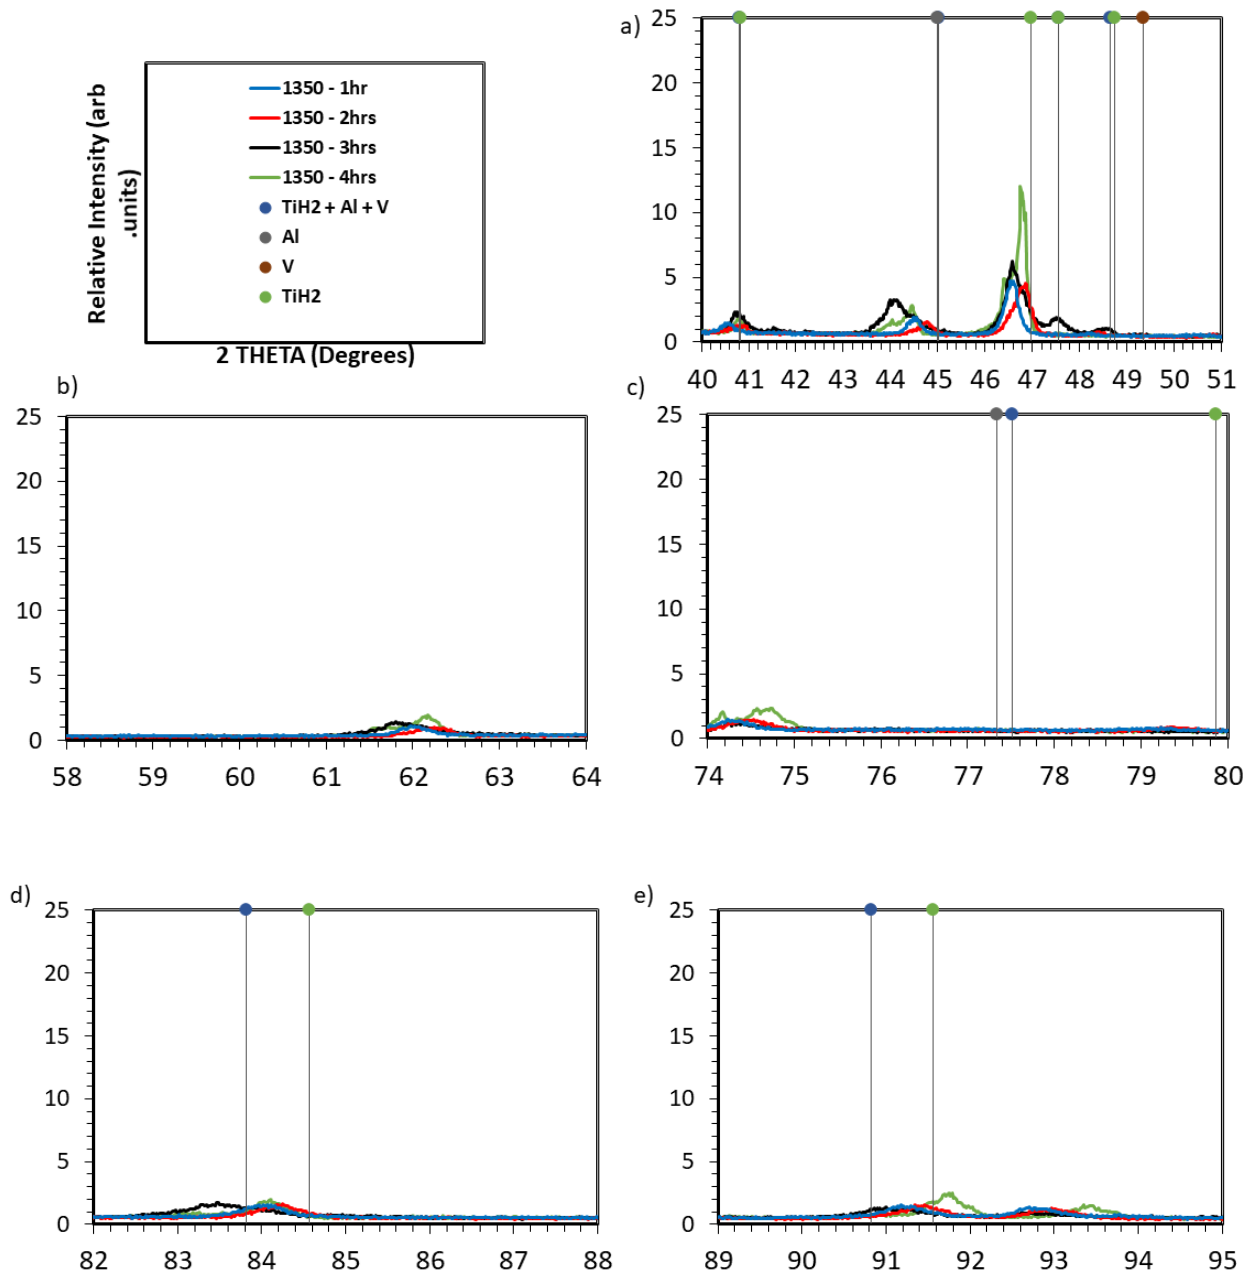 a)
25
20
15
10
5
0
40 41 42 43 44 45 46 47 48 49 50 51
Relative Intensity (arb
.units)
1350 - 1hr
1350 - 2hrs
1350 - 3hrs
1350 - 4hrs
TiH2 + Al + V
Al
V
TiH2
2 THETA (Degrees)
b)
25
20
15
10
5
0
58 59 60 61 62 63 64
c)
25
20
15
10
5
0
74 75 76 77 78 79 80
d)
25
20
15
10
5
0
82 83 84 85 86 87 88
e)
25
20
15
10
5
0
89 90 91 92 93 94 95